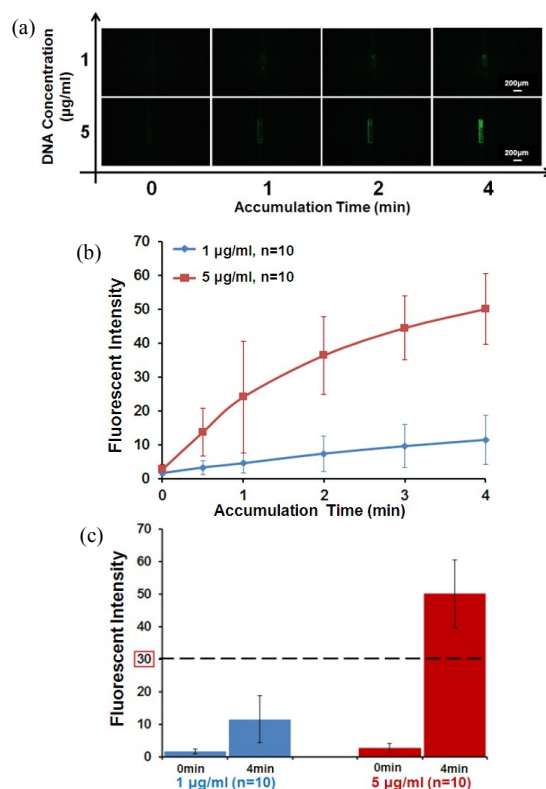 (a)
DNA Concentration
(µg/ml)
1
200µm
5
200µm
0 1 2 4
Accumulation Time (min)
(b)
70
60
50
40
30
20
10
0
Fluorescent Intensity
1 µg/ml, n=10
5 µg/ml, n=10
0 1 2 3 4
Accumulation Time (min)
(c)
70
60
50
40
30
20
10
0
Fluorescent Intensity
0min 4min 0min 4min
1 µg/ml (n=10) 5 µg/ml (n=10)